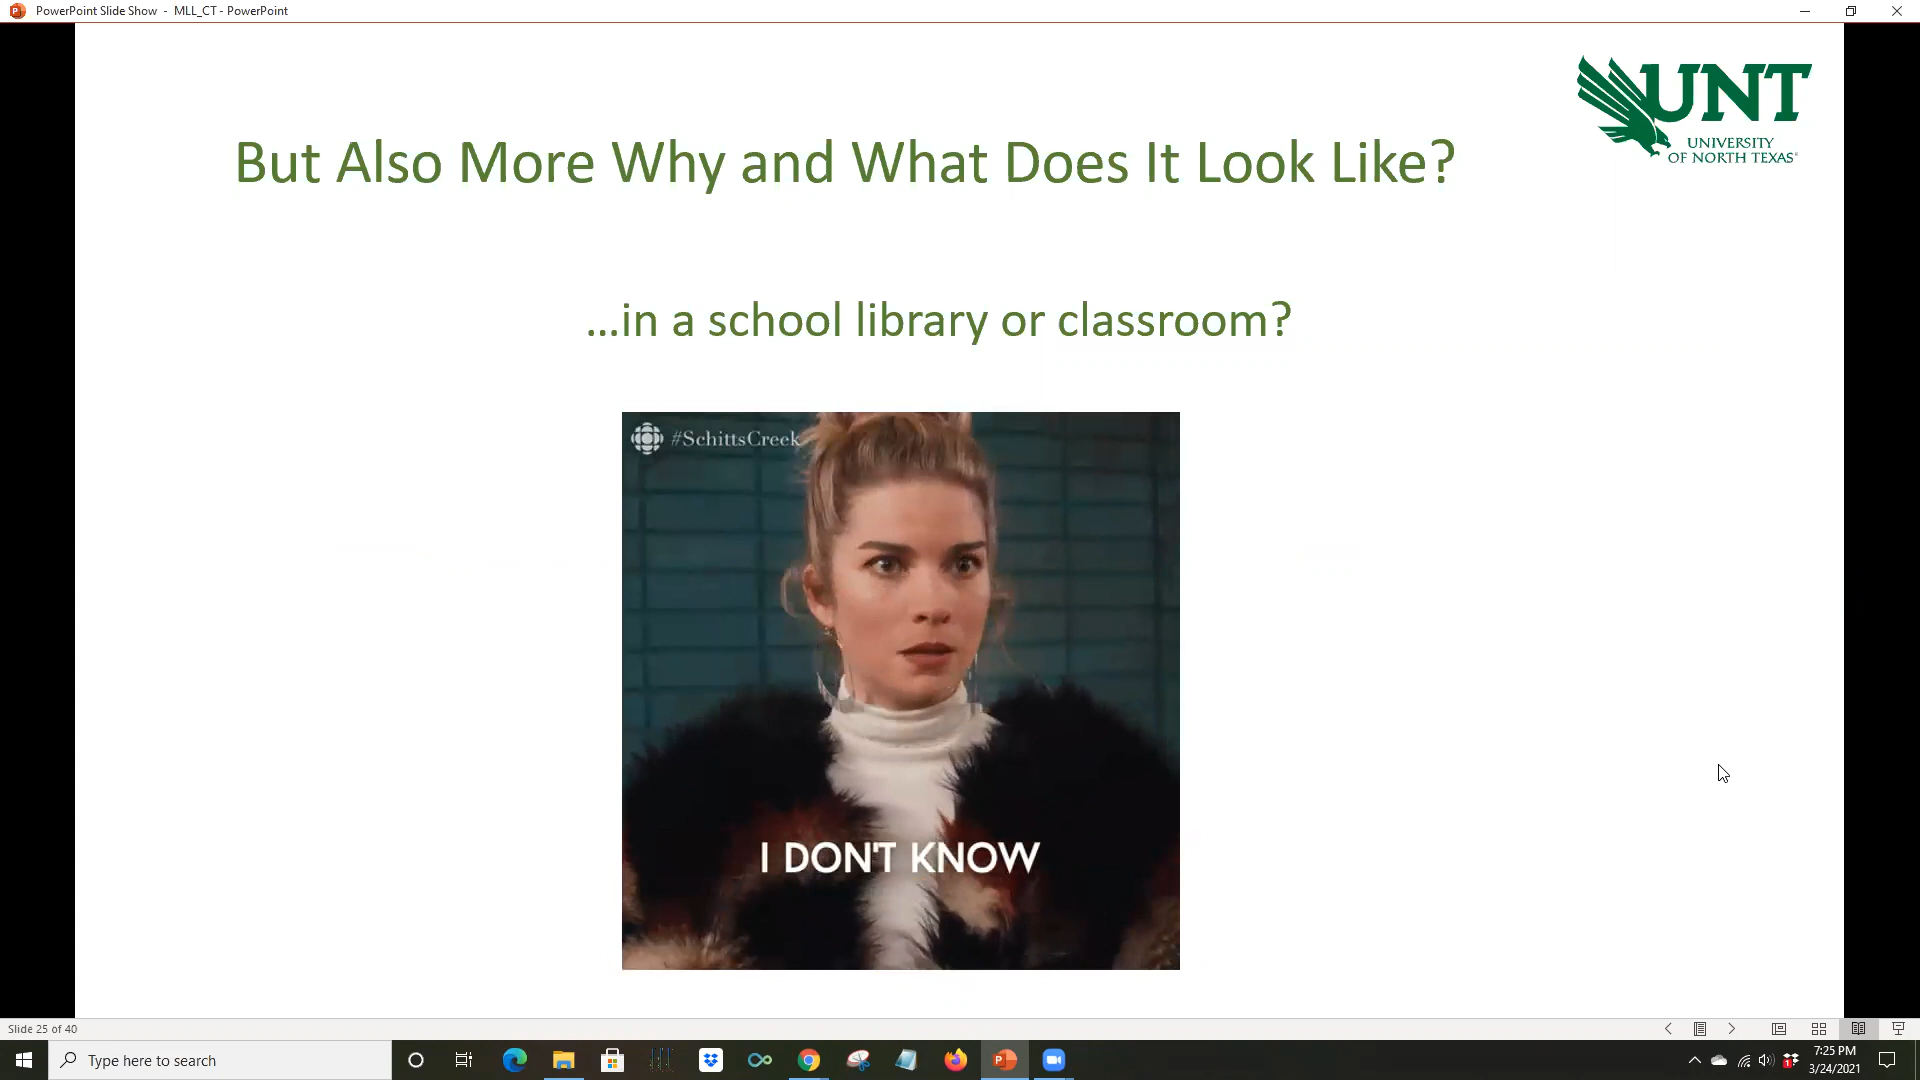 PowerPoint Slide Show - MLL_CT - PowerPoint
UNT
UNIVERSITY
OF NORTH TEXAS
But Also More Why and What Does It Look Like?
...in a school library or classroom?
#SchittsCreek
I DON'T KNOW
Slide 25 of 40
Type here to search
7:25 PM
3/24/2021